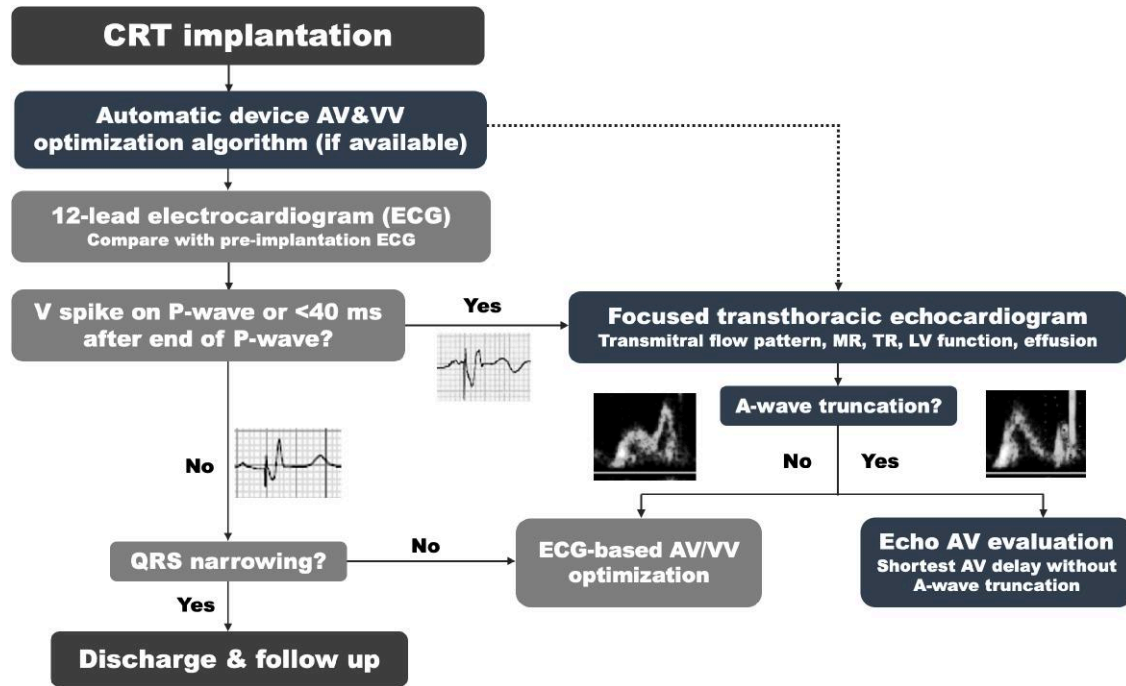 CRT implantation
Automatic device AV&VV
optimization algorithm (if available)
12-lead electrocardiogram (ECG)
Compare with pre-implantation ECG
V spike on P-wave or <40 ms
after end of P-wave?
Yes
Focused transthoracic echocardiogram
Transmitral flow pattern, MR, TR, LV function, effusion
A-wave truncation?
No
No
Yes
QRS narrowing?
No
ECG-based AV/VV
optimization
Echo AV evaluation
Shortest AV delay without
A-wave truncation
Yes
Discharge & follow up